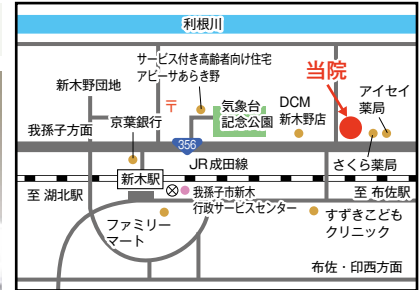 利根川
サービス付き高齢者向け住宅
アビーサあらき野
新木野団地
〒
気象台
記念公園
DCM
新木野店
当院
アイセイ
薬局
我孫子方面
京葉銀行
356
JR成田線
さくら薬局
新木駅
至 湖北駅
我孫子市新木
行政サービスセンター
至 布佐駅
ファミリー
マート
すずきこども
クリニック
布佐・印西方面